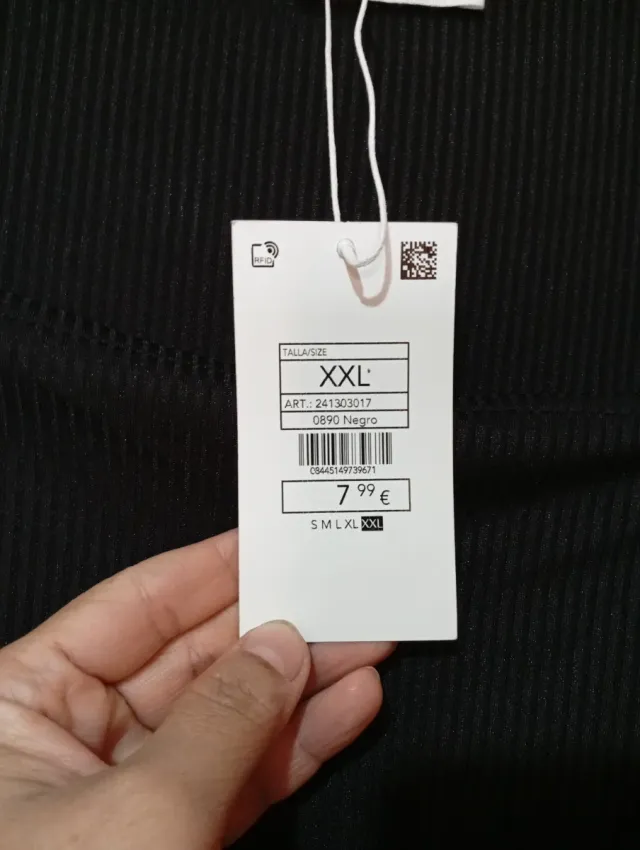 RFID
TALLA/SIZE
XXL*
ART.: 241303017
0890 Negro
08445149739671
7 99 €
S M L XL XXL